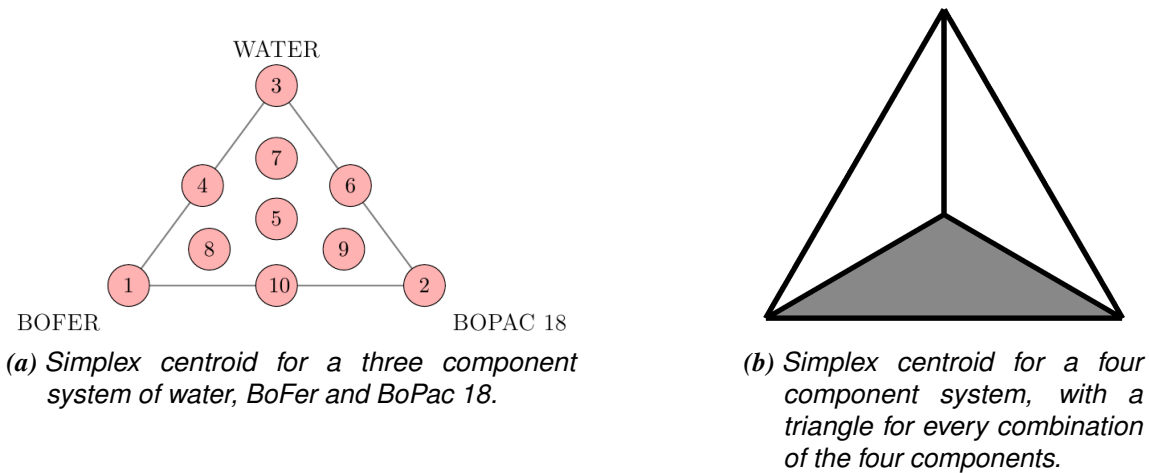 WATER
3
7
4
6
5
8
9
1
10
2
BOFER
BOPAC 18
(a) Simplex centroid for a three component
system of water, BoFer and BoPac 18.
(b) Simplex centroid for a four
component system, with a
triangle for every combination
of the four components.